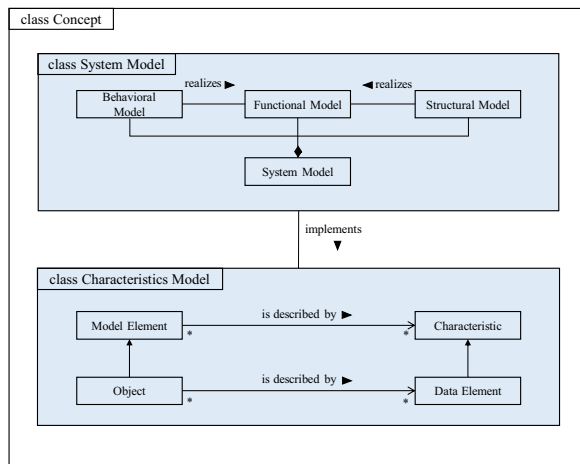 class Concept
class System Model
realizes
realizes
Behavioral
Model
Functional Model
Structural Model
System Model
implements
class Characteristics Model
is described by
Model Element
Characteristic
*
*
is described by
Object
Data Element
*
*